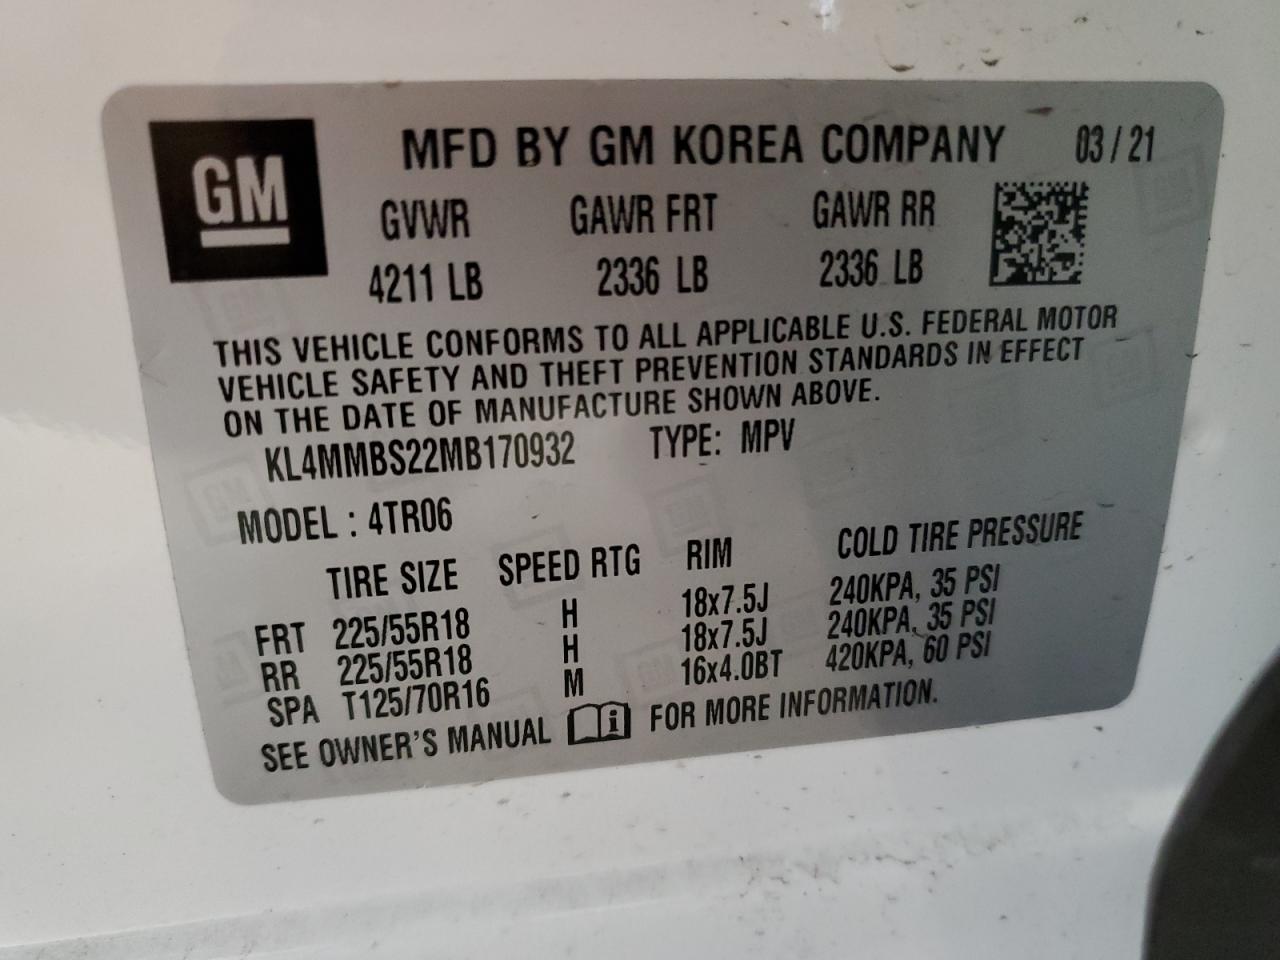 GM
MFD BY GM KOREA COMPANY 03/21
GVWR GAWR FRT GAWR RR
4211 LB 2336 LB 2336 LB
THIS VEHICLE CONFORMS TO ALL APPLICABLE U.S. FEDERAL MOTOR
VEHICLE SAFETY AND THEFT PREVENTION STANDARDS IN EFFECT
ON THE DATE OF MANUFACTURE SHOWN ABOVE.
KL4MMBS22MB170932 TYPE: MPV
MODEL : 4TR06
TIRE SIZE SPEED RTG RIM COLD TIRE PRESSURE
FRT 225/55R18 H 18x7.5J 240KPA, 35 PSI
RR 225/55R18 H 18x7.5J 240KPA, 35 PSI
SPA T125/70R16 M 16x4.0BT 420KPA, 60 PSI
SEE OWNER'S MANUAL i FOR MORE INFORMATION.